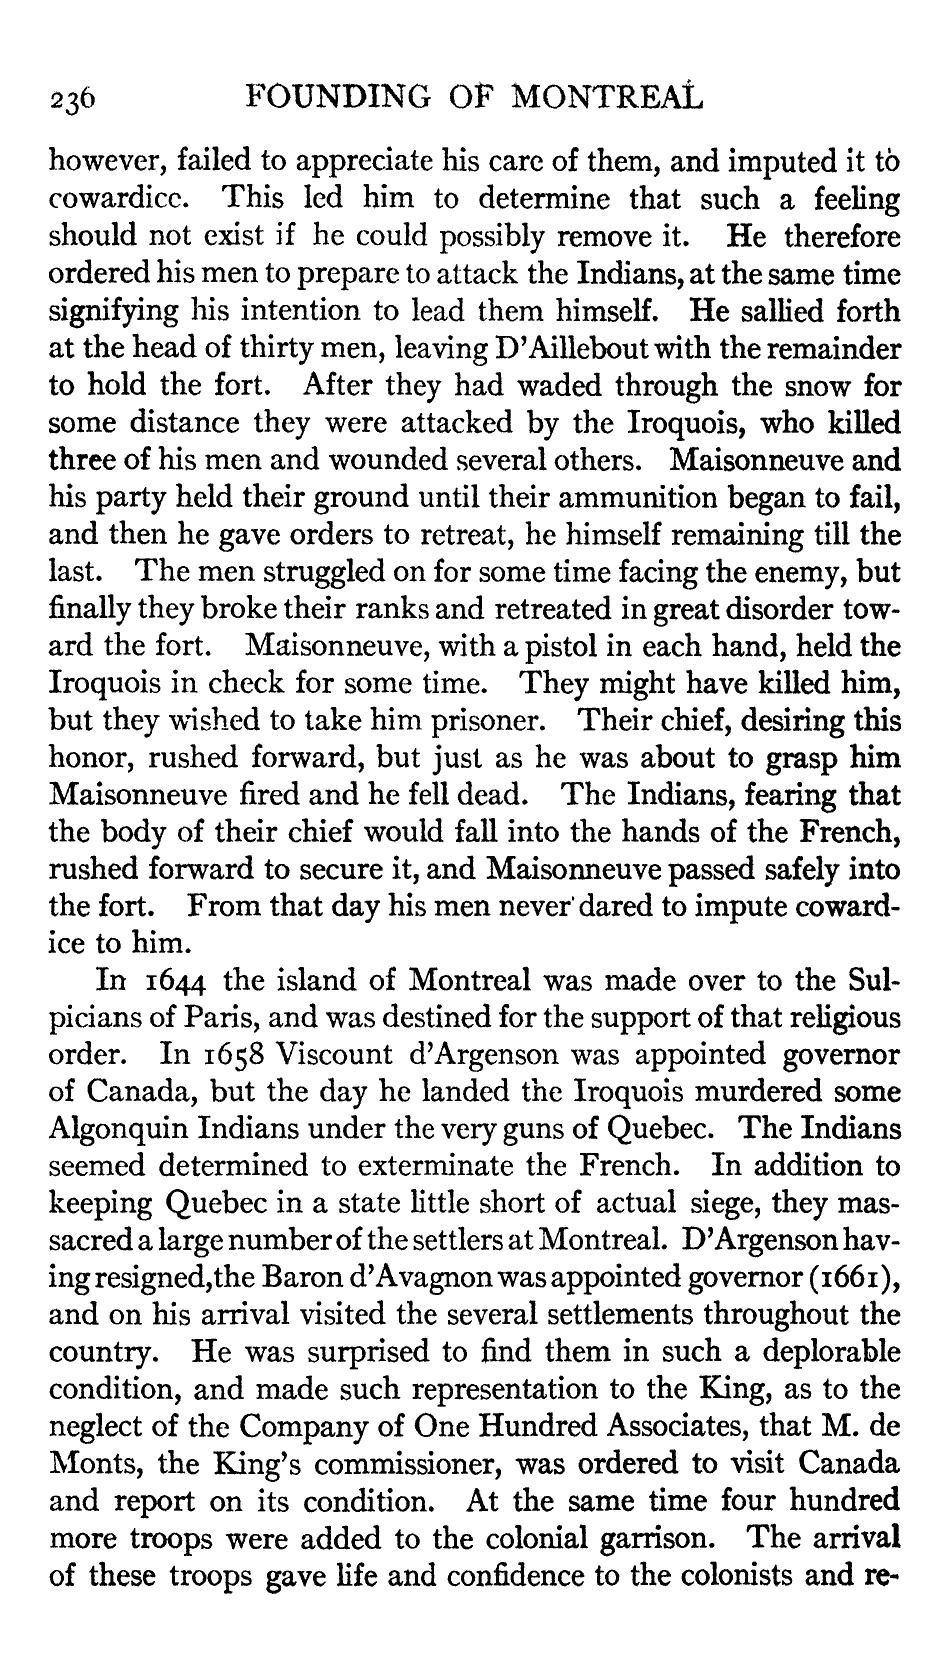 236 FOUNDING OF MONTREAL
however, failed to appreciate his care of them, and imputed it to
cowardice. This led him to determine that such a feeling
should not exist if he could possibly remove it. He therefore
ordered his men to prepare to attack the Indians, at the same time
signifying his intention to lead them himself. He sallied forth
at the head of thirty men, leaving D'Aillebout with the remainder
to hold the fort. After they had waded through the snow for
some distance they were attacked by the Iroquois, who killed
three of his men and wounded several others. Maisonneuve and
his party held their ground until their ammunition began to fail,
and then he gave orders to retreat, he himself remaining till the
last. The men struggled on for some time facing the enemy, but
finally they broke their ranks and retreated in great disorder tow-
ard the fort. Maisonneuve, with a pistol in each hand, held the
Iroquois in check for some time. They might have killed him,
but they wished to take him prisoner. Their chief, desiring this
honor, rushed forward, but just as he was about to grasp him
Maisonneuve fired and he fell dead. The Indians, fearing that
the body of their chief would fall into the hands of the French,
rushed forward to secure it, and Maisonneuve passed safely into
the fort. From that day his men never dared to impute coward-
ice to him.
In 1644 the island of Montreal was made over to the Sul-
picians of Paris, and was destined for the support of that religious
order. In 1658 Viscount d'Argenson was appointed governor
of Canada, but the day he landed the Iroquois murdered some
Algonquin Indians under the very guns of Quebec. The Indians
seemed determined to exterminate the French. In addition to
keeping Quebec in a state little short of actual siege, they mas-
sacred a large number of the settlers at Montreal. D'Argenson hav-
ing resigned, the Baron d'Avagnon was appointed governor (1661),
and on his arrival visited the several settlements throughout the
country. He was surprised to find them in such a deplorable
condition, and made such representation to the King, as to the
neglect of the Company of One Hundred Associates, that M. de
Monts, the King's commissioner, was ordered to visit Canada
and report on its condition. At the same time four hundred
more troops were added to the colonial garrison. The arrival
of these troops gave life and confidence to the colonists and re-